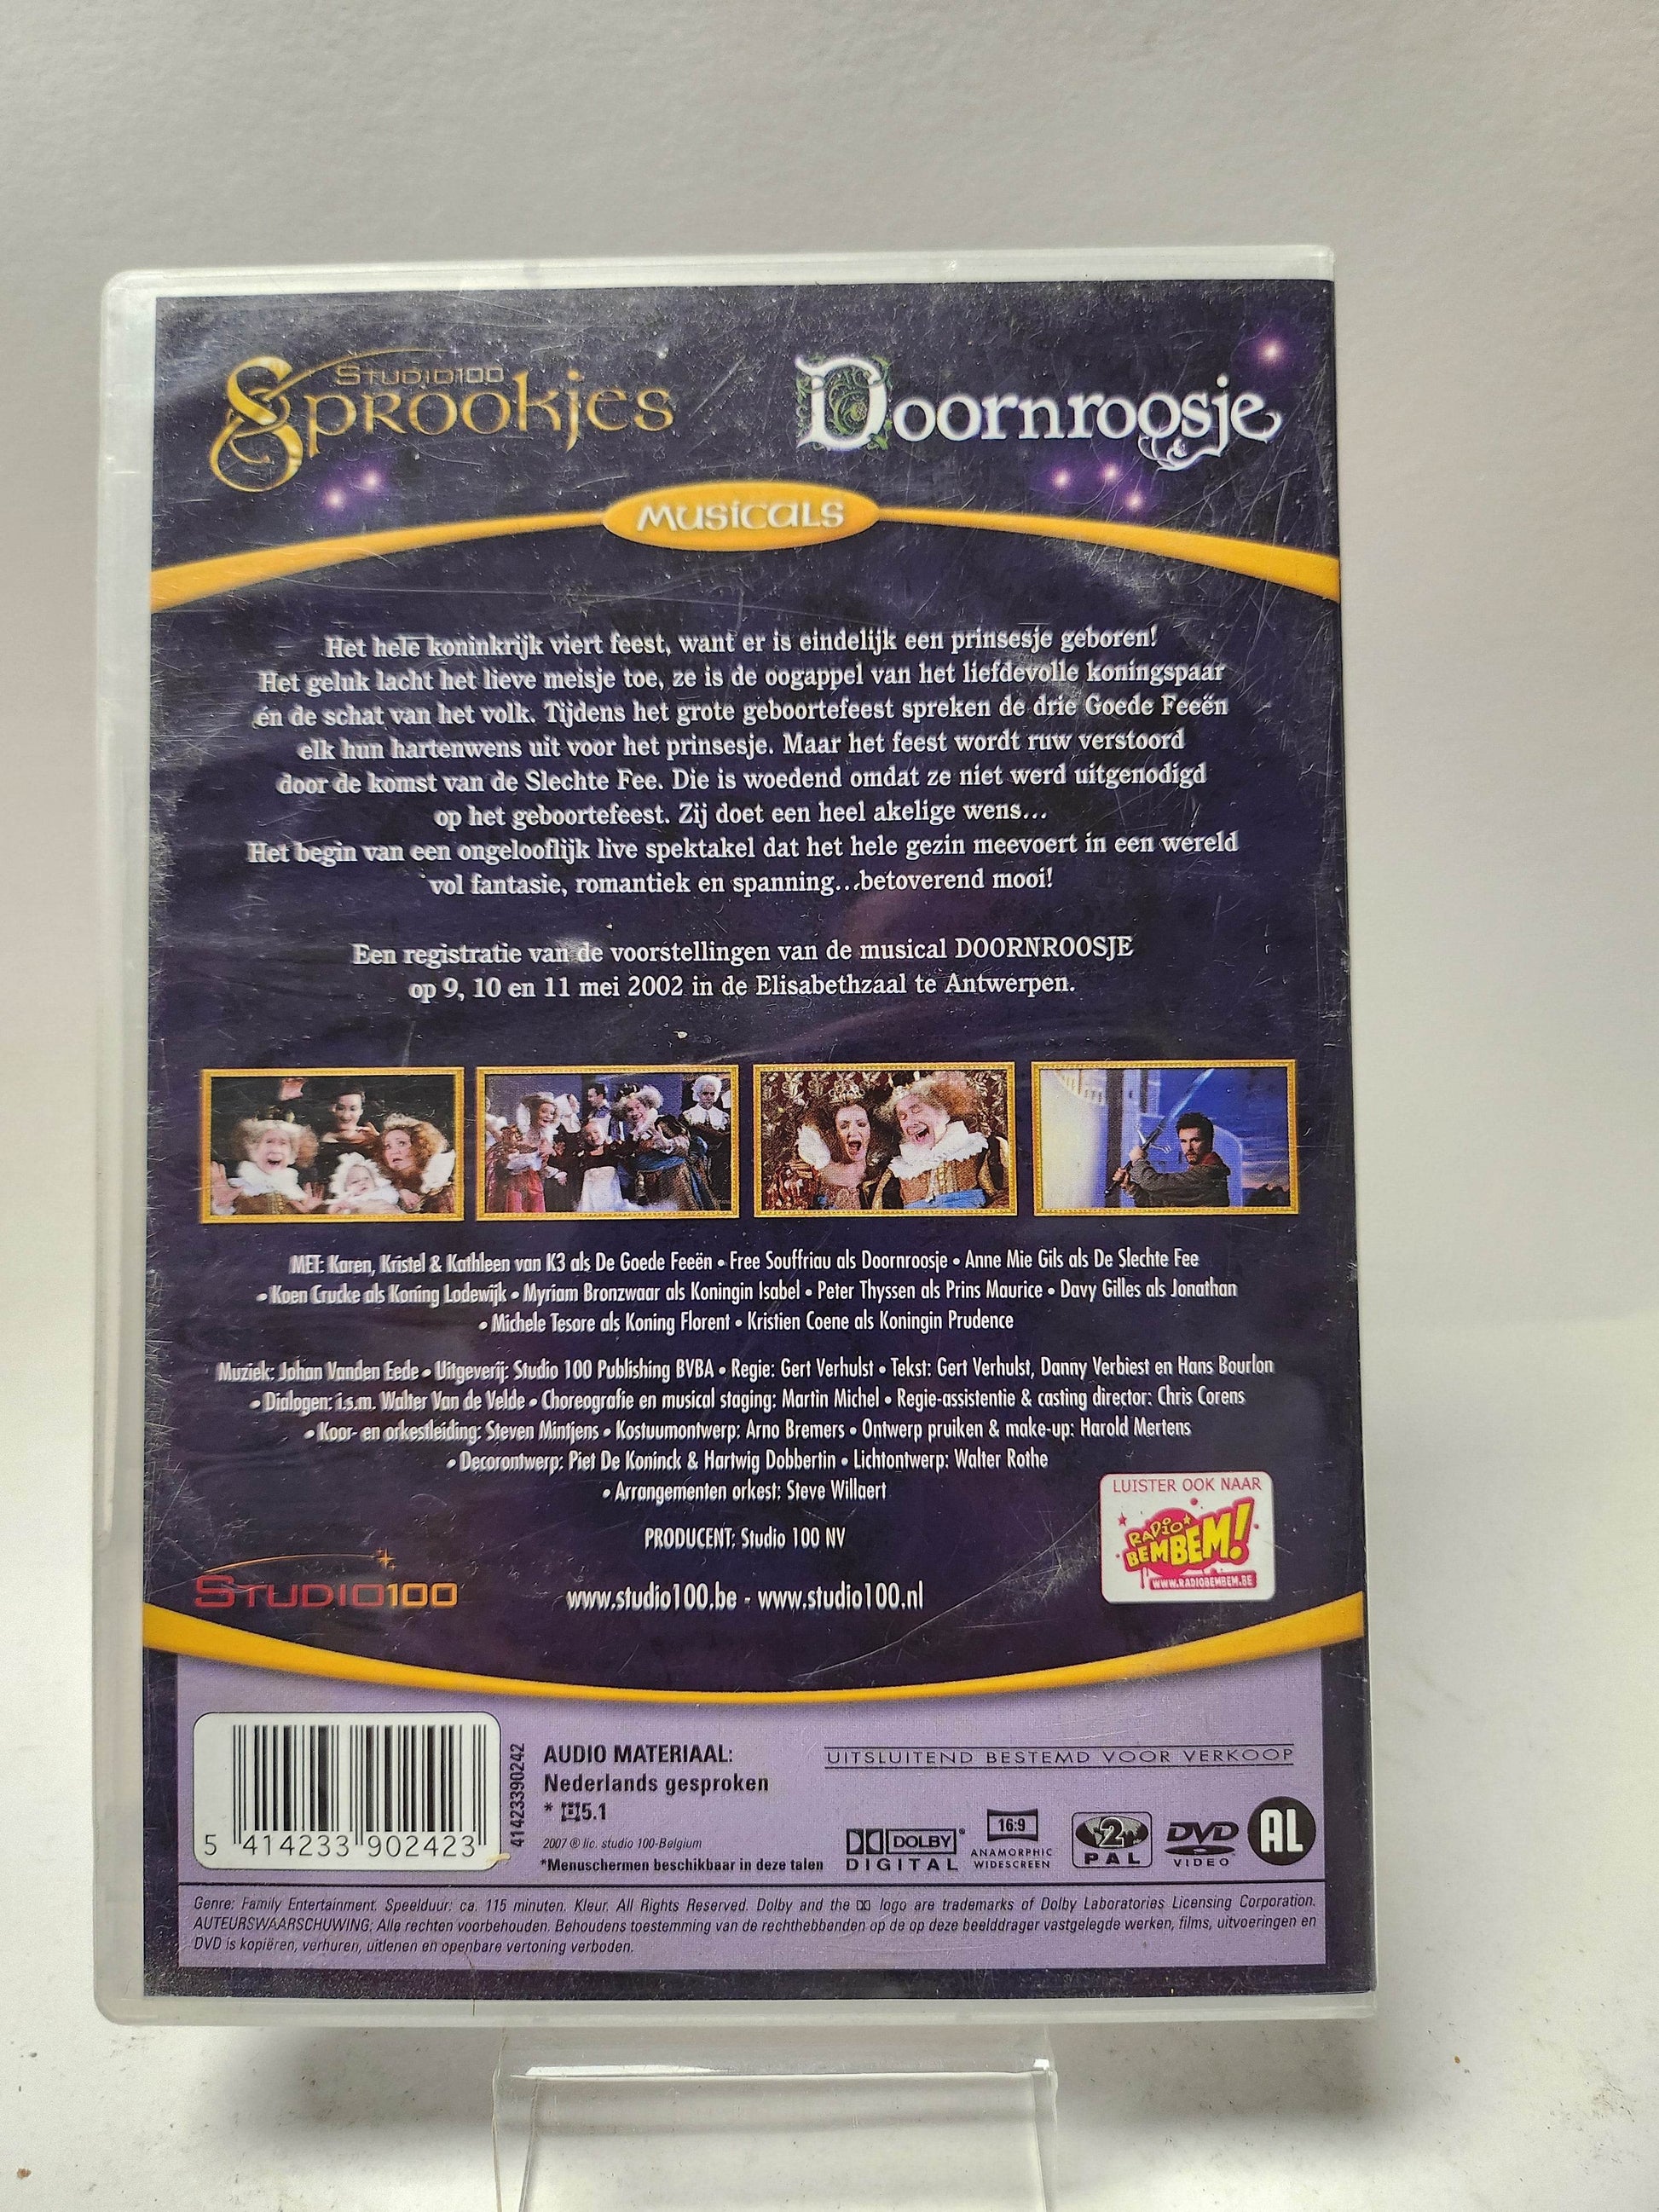 STUDIO100
Sprookjes
Doornroosje
MUSICALS
Het hele koninkrijk viert feest, want er is eindelijk een prinsesje geboren!
Het geluk lacht het lieve meisje toe, ze is de oogappel van het liefdevolle koningspaar
én de schat van het volk. Tijdens het grote geboortefeest spreken de drie Goede Feeën
elk hun hartenwens uit voor het prinsesje. Maar het feest wordt ruw verstoord
door de komst van de Slechte Fee. Die is woedend omdat ze niet werd uitgenodigd
op het geboortefeest. Zij doet een heel akelige wens...
Het begin van een ongelooflijk live spektakel dat het hele gezin meevoert in een wereld
vol fantasie, romantiek en spanning...betoverend mooi!
Een registratie van de voorstellingen van de musical DOORNROOSJE
op 9, 10 en 11 mei 2002 in de Elisabethzaal te Antwerpen.
MET: Karen, Kristel & Kathleen van K3 als De Goede Feeën • Free Souffriau als Doornroosje • Anne Mie Gils als De Slechte Fee
• Koen Crucke als Koning Lodewijk • Myriam Bronzwaar als Koningin Isabel • Peter Thyssen als Prins Maurice • Davy Gilles als Jonathan
• Michele Tesore als Koning Florent • Kristien Coene als Koningin Prudence
Muziek: Johan Vanden Eede • Uitgeverij: Studio 100 Publishing BVBA • Regie: Gert Verhulst • Tekst: Gert Verhulst, Danny Verbiest en Hans Bourlon
• Dialogen: i.s.m. Walter Van de Velde • Choreografie en musical staging: Martin Michel • Regie-assistentie & casting director: Chris Corens
• Koor- en orkestleiding: Steven Mintjens • Kostuumontwerp: Arno Bremers • Ontwerp pruiken & make-up: Harold Mertens
• Decorontwerp: Piet De Koninck & Hartwig Dobbertin • Lichtontwerp: Walter Rothe
• Arrangementen orkest: Steve Willaert
PRODUCENT: Studio 100 NV
LUISTER OOK NAAR
RADIO
BEMBEM!
WWW.RADIOBEMBEM.BE
STUDIO100
www.studio100.be - www.studio100.nl
5 414233 902423
41423390242
AUDIO MATERIAAL:
Nederlands gesproken
* 5.1
2007 ® lic. studio 100-Belgium
*Menuschermen beschikbaar in deze talen
UITSLUITEND BESTEMD VOOR VERKOOP
DOLBY
DIGITAL
16:9
ANAMORPHIC
WIDESCREEN
2
PAL
DVD
VIDEO
AL
Genre: Family Entertainment. Speelduur: ca. 115 minuten. Kleur. All Rights Reserved. Dolby and the logo are trademarks of Dolby Laboratories Licensing Corporation.
AUTEURSWAARSCHUWING: Alle rechten voorbehouden. Behoudens toestemming van de rechthebbenden op de op deze beelddrager vastgelegde werken, films, uitvoeringen en
DVD is kopiëren, verhuren, uitlenen en openbare vertoning verboden.